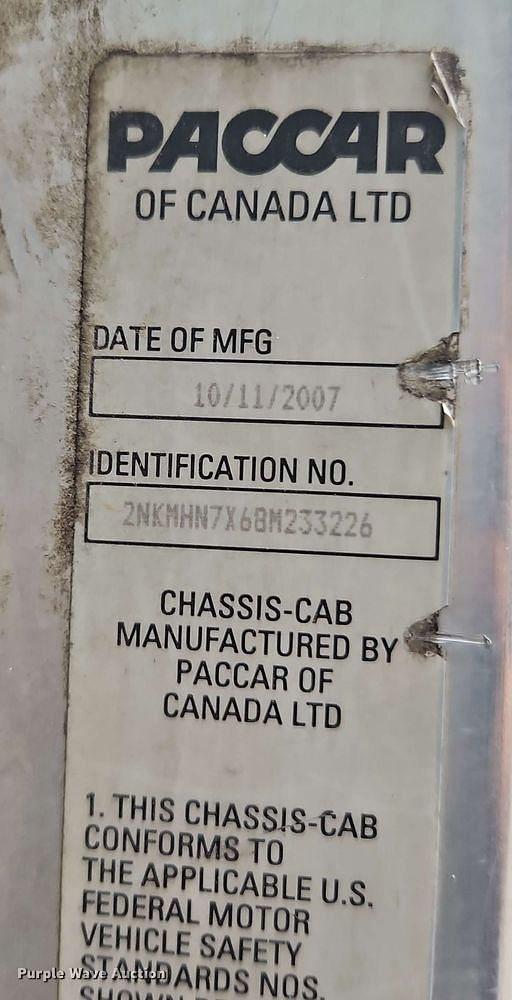 PACCAR
OF CANADA LTD
DATE OF MFG
10/11/2007
IDENTIFICATION NO.
2NKMHN7X68M233226
CHASSIS-CAB
MANUFACTURED BY
PACCAR OF
CANADA LTD
1. THIS CHASSIS-CAB
CONFORMS TO
THE APPLICABLE U.S.
FEDERAL MOTOR
VEHICLE SAFETY
STANDARDS NOS.
SHOWN
Purple Wave Auction